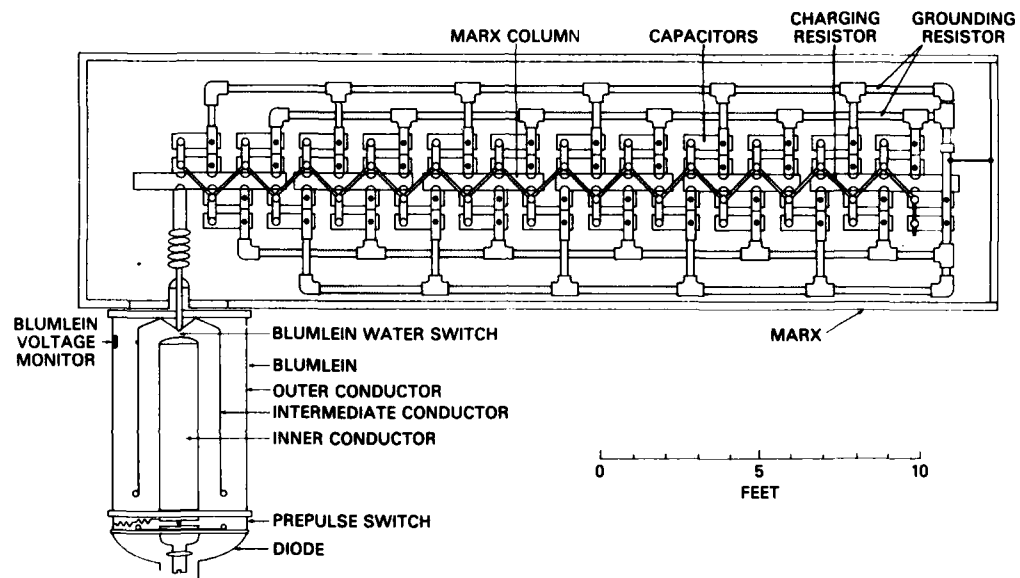 MARX COLUMN
CAPACITORS
CHARGING
RESISTOR
GROUNDING
RESISTOR
BLUMLEIN
VOLTAGE
MONITOR
BLUMLEIN WATER SWITCH
BLUMLEIN
OUTER CONDUCTOR
INTERMEDIATE CONDUCTOR
INNER CONDUCTOR
PREPULSE SWITCH
DIODE
MARX
0 5 10
FEET